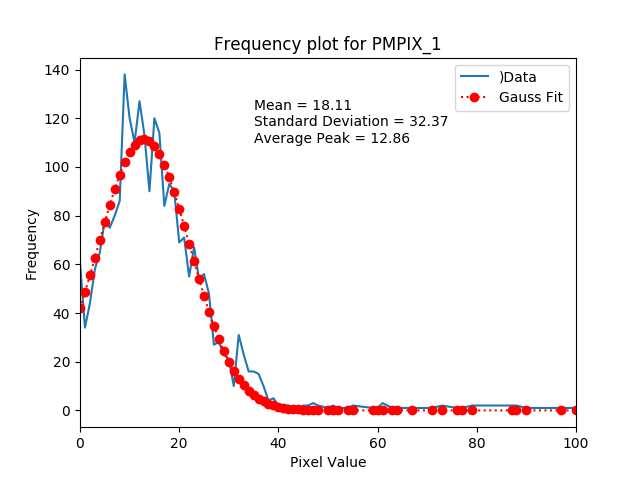 Frequency plot for PMPIX_1
140
120
100
80
60
40
20
0
Frequency
0 20 40 60 80 100
Pixel Value
)Data
Gauss Fit
Mean = 18.11
Standard Deviation = 32.37
Average Peak = 12.86